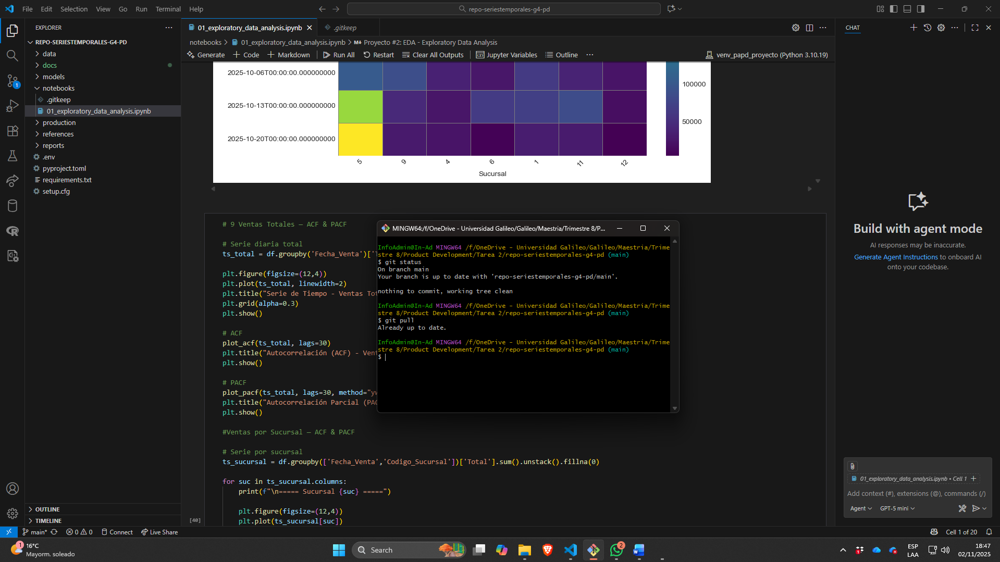 File Edit Selection View Go Run Terminal Help
repo-seriestemporales-g4-pd
EXPLORER
REPO-SERIESTEMPORALES-G4-PD
data
docs
models
notebooks
.gitkeep
01_exploratory_data_analysis.ipynb
production
references
reports
.env
pyproject.toml
requirements.txt
setup.cfg
OUTLINE
TIMELINE
1
01_exploratory_data_analysis.ipynb
.gitkeep
notebooks > 01_exploratory_data_analysis.ipynb > M↓ Proyecto #2: EDA - Exploratory Data Analysis
Generate + Code + Markdown Run All Restart Clear All Outputs Jupyter Variables Outline ...
venv_papd_proyecto (Python 3.10.19)
2025-10-06T00:00:00.000000000
2025-10-13T00:00:00.000000000
2025-10-20T00:00:00.000000000
5 9 4 6 1 11 12
Sucursal
100000
50000
# 9 Ventas Totales – ACF & PACF
# Serie diaria total
ts_total = df.groupby('Fecha_Venta')['
plt.figure(figsize=(12,4))
plt.plot(ts_total, linewidth=2)
plt.title("Serie de Tiempo - Ventas
plt.grid(alpha=0.3)
plt.show()
# ACF
plot_acf(ts_total, lags=30)
plt.title("Autocorrelación (ACF) -
plt.show()
# PACF
plot_pacf(ts_total, lags=30, method="
plt.title("Autocorrelación Parcial
plt.show()
#Ventas por Sucursal – ACF & PACF
# Serie por sucursal
ts_sucursal = df.groupby(['Fecha_Venta','Codigo_Sucursal'])['Total'].sum().unstack().fillna(0)
for suc in ts_sucursal.columns:
print(f"\n===== Sucursal {suc} =====")
plt.figure(figsize=(12,4))
plt.plot(ts_sucursal[suc])
[40]
MINGW64:/f/OneDrive - Universidad Galileo/Galileo/Maestria/Trimestre 8/P...
InfoAdmin@In-Ad MINGW64 /f/OneDrive - Universidad Galileo/Galileo/Maestria/Trime
stre 8/Product Development/Tarea 2/repo-seriestemporales-g4-pd (main)
$ git status
On branch main
Your branch is up to date with 'repo-seriestemporales-g4-pd/main'.
nothing to commit, working tree clean
InfoAdmin@In-Ad MINGW64 /f/OneDrive - Universidad Galileo/Galileo/Maestria/Trime
stre 8/Product Development/Tarea 2/repo-seriestemporales-g4-pd (main)
$ git pull
Already up to date.
InfoAdmin@In-Ad MINGW64 /f/OneDrive - Universidad Galileo/Galileo/Maestria/Trime
stre 8/Product Development/Tarea 2/repo-seriestemporales-g4-pd (main)
$
CHAT
Build with agent mode
AI responses may be inaccurate.
Generate Agent Instructions to onboard AI
onto your codebase.
01_exploratory_data_analysis.ipynb • Cell 1 +
Add context (#), extensions (@), commands (/)
Agent GPT-5 mini
main* 0 0 Connect Live Share
Cell 1 of 20
1
16°C
Mayorm. soleado
Search
2
1
ESP
LAA
18:47
02/11/2025